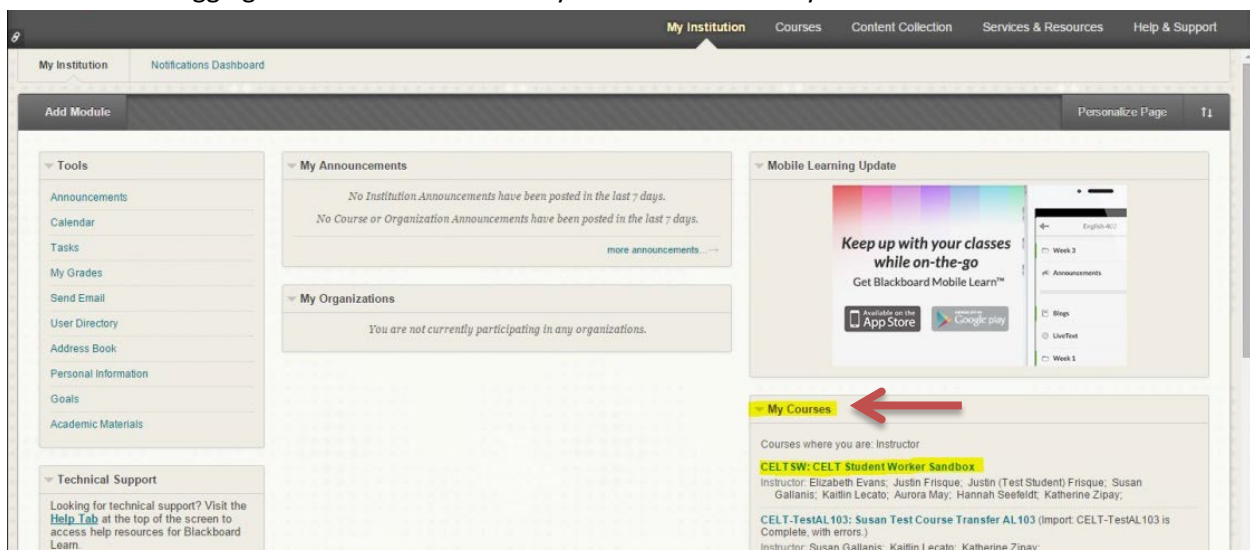 My Institution Courses Content Collection Services & Resources Help & Support
My Institution Notifications Dashboard
Add Module Personalize Page
Tools
Announcements
Calendar
Tasks
My Grades
Send Email
User Directory
Address Book
Personal Information
Goals
Academic Materials
Technical Support
Looking for technical support? Visit the
Help Tab at the top of the screen to
access help resources for Blackboard
Learn.
My Announcements
No Institution Announcements have been posted in the last 7 days.
No Course or Organization Announcements have been posted in the last 7 days.
more announcements...→
My Organizations
You are not currently participating in any organizations.
Mobile Learning Update
Keep up with your classes
while on-the-go
Get Blackboard Mobile Learn™
Available on the
App Store
Google play
English-402
Week 3
Announcements
Blogs
LiveText
Week 1
My Courses
Courses where you are: Instructor
CELTSW: CELT Student Worker Sandbox
Instructor: Elizabeth Evans; Justin Frisque; Justin (Test Student) Frisque; Susan
Gallanis; Kaitlin Lecato; Aurora May; Hannah Seefeldt; Katherine Zipay;
CELT-TestAL103: Susan Test Course Transfer AL103 (Import: CELT-TestAL103 is
Complete, with errors.)
Instructor: Susan Gallanis; Kaitlin Lecato; Katherine Zipay;